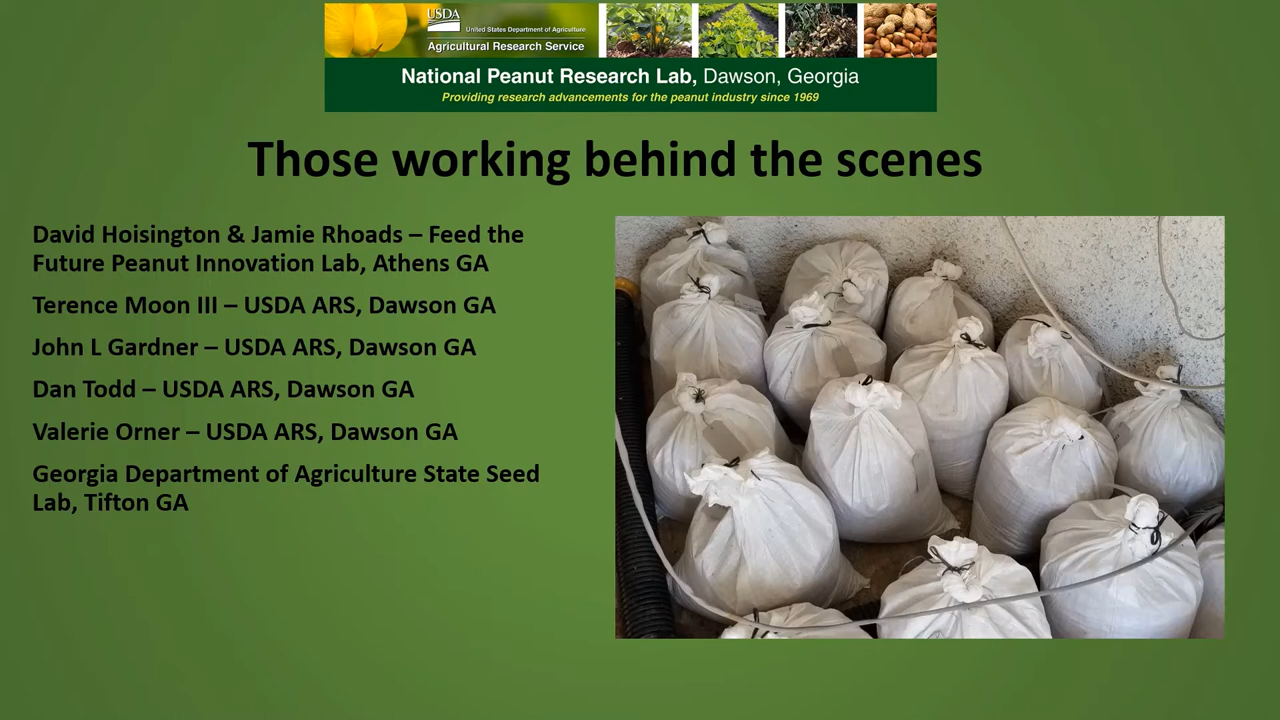 USDA
United States Department of Agriculture
Agricultural Research Service
National Peanut Research Lab, Dawson, Georgia
Providing research advancements for the peanut industry since 1969
Those working behind the scenes
David Hoisington & Jamie Rhoads – Feed the
Future Peanut Innovation Lab, Athens GA
Terence Moon III – USDA ARS, Dawson GA
John L Gardner – USDA ARS, Dawson GA
Dan Todd – USDA ARS, Dawson GA
Valerie Orner – USDA ARS, Dawson GA
Georgia Department of Agriculture State Seed
Lab, Tifton GA